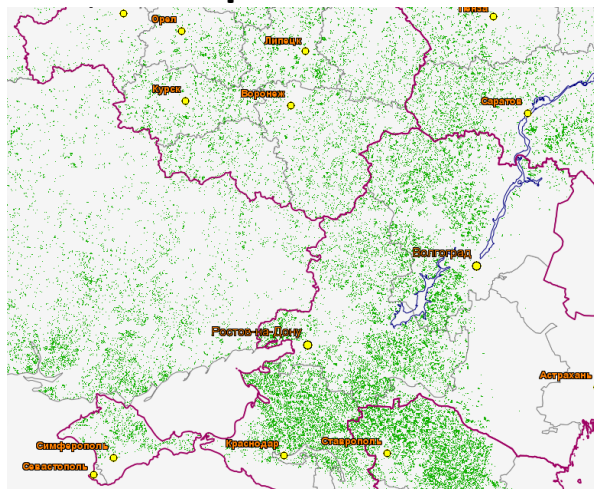 Пенза
Орел
Липецк
Курск
Воронеж
Саратов
Волгоград
Ростов-на-Дону
Астрахань
Симферополь
Краснодар
Ставрополь
Севастополь